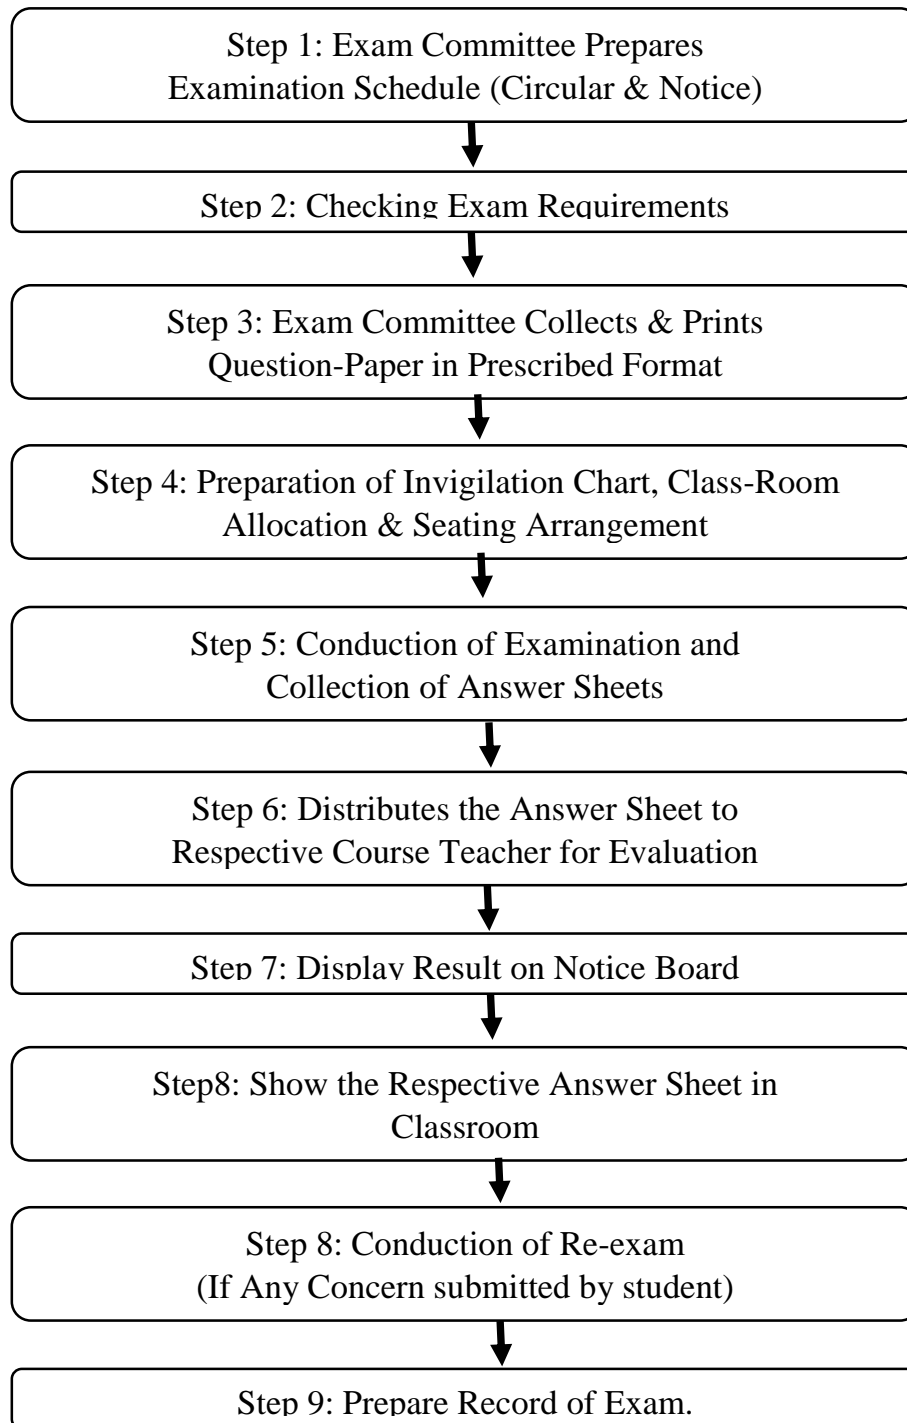 Step 1: Exam Committee Prepares
Examination Schedule (Circular & Notice)
Step 2: Checking Exam Requirements
Step 3: Exam Committee Collects & Prints
Question-Paper in Prescribed Format
Step 4: Preparation of Invigilation Chart, Class-Room
Allocation & Seating Arrangement
Step 5: Conduction of Examination and
Collection of Answer Sheets
Step 6: Distributes the Answer Sheet to
Respective Course Teacher for Evaluation
Step 7: Display Result on Notice Board
Step8: Show the Respective Answer Sheet in
Classroom
Step 8: Conduction of Re-exam
(If Any Concern submitted by student)
Step 9: Prepare Record of Exam.